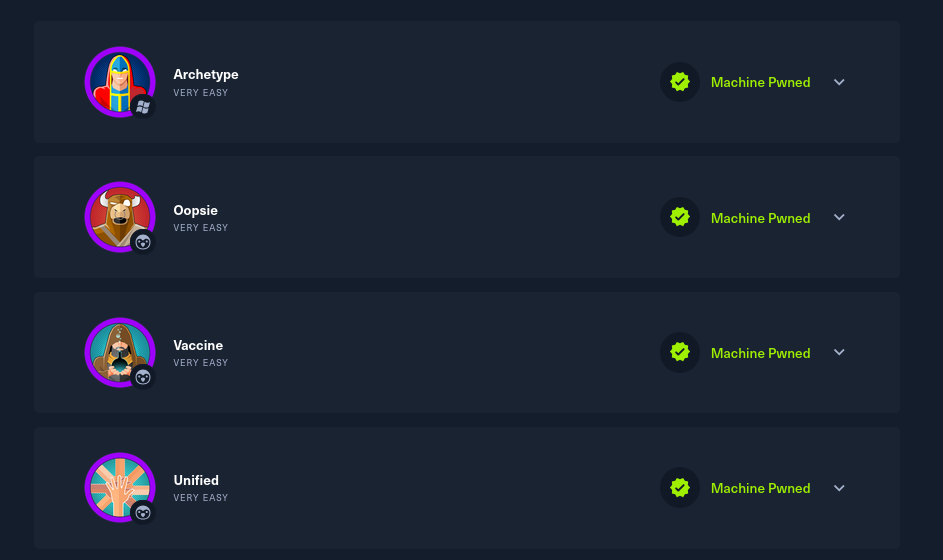 Archetype
VERY EASY
Machine Pwned
Oopsie
VERY EASY
Machine Pwned
Vaccine
VERY EASY
Machine Pwned
Unified
VERY EASY
Machine Pwned